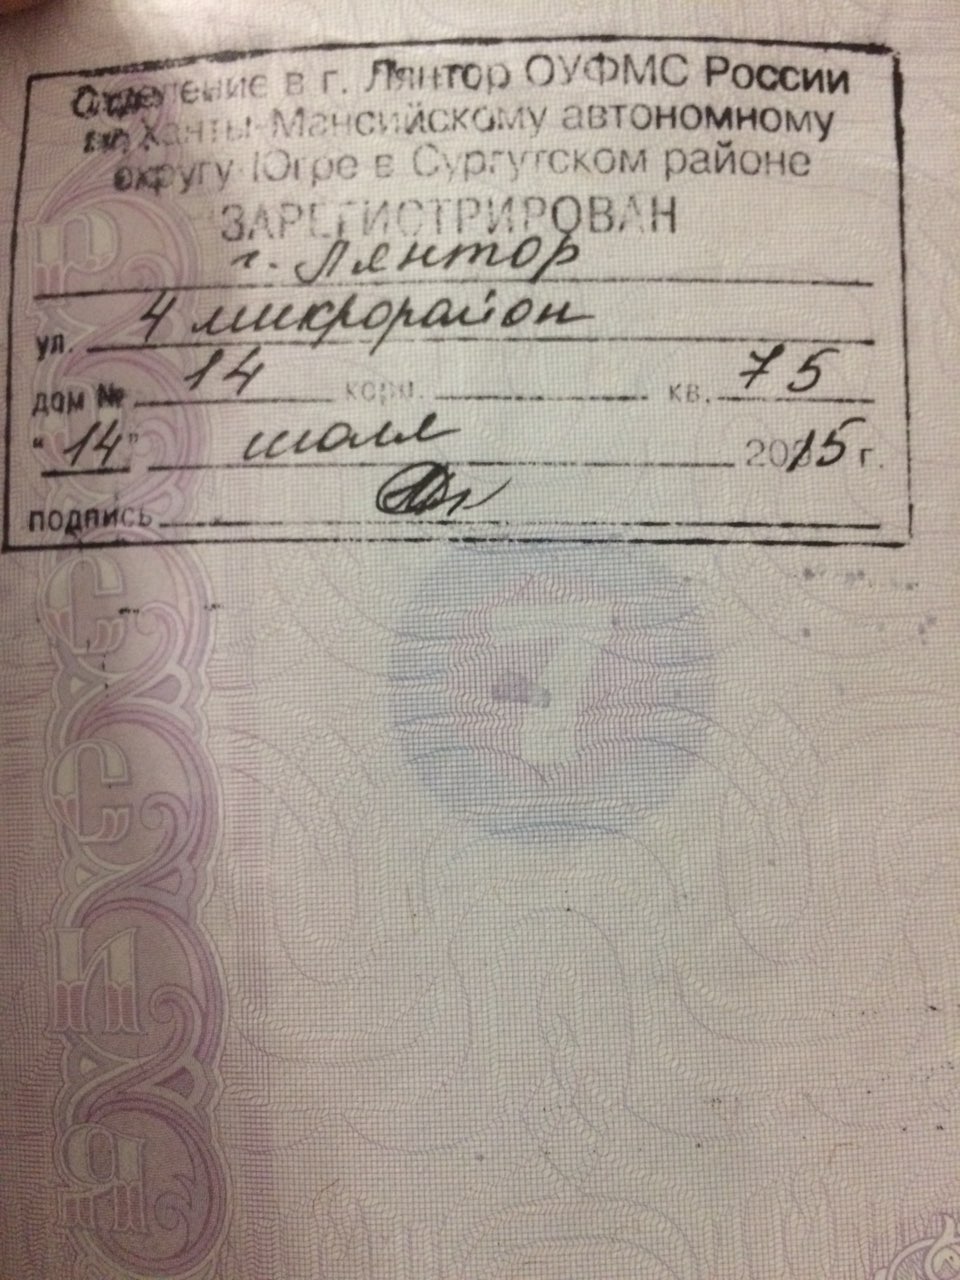 Отделение в г. Лянтор ОУФМС России
по Ханты-Мансийскому автономному
округу-Югре в Сургутском районе
ЗАРЕГИСТРИРОВАН
г. Лянтор
ул. 4 микрорайон
дом № 14 корп. кв. 75
"14" июля 2015 г.
подпись
РОССИЯ